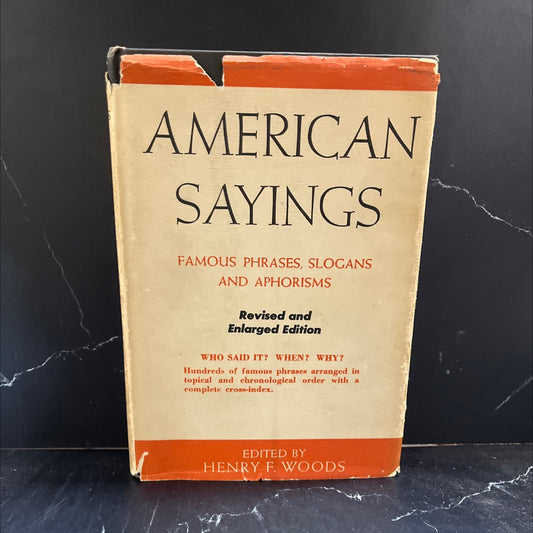 AMERICAN
SAYINGS
FAMOUS PHRASES, SLOGANS
AND APHORISMS
Revised and
Enlarged Edition
WHO SAID IT? WHEN? WHY?
Hundreds of famous phrases arranged in
topical and chronological order with a
complete cross-index.
EDITED BY
HENRY F. WOODS